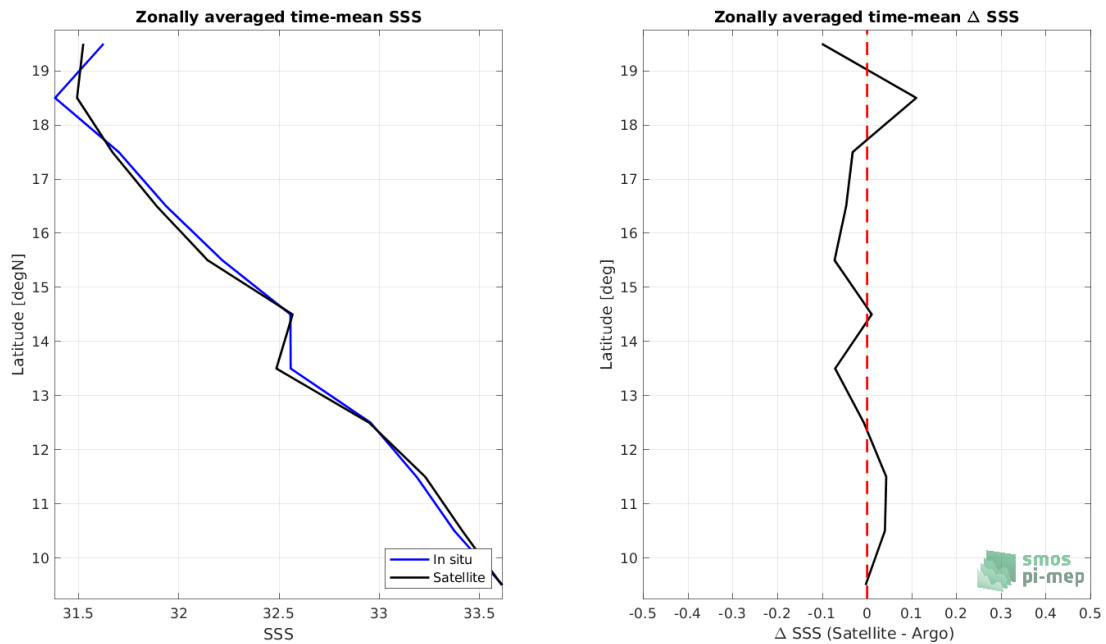 Zonally averaged time-mean SSS
19
18
17
16
15
14
13
12
11
10
Latitude [degN]
31.5 32 32.5 33 33.5
SSS
In situ
Satellite
Zonally averaged time-mean Δ SSS
19
18
17
16
15
14
13
12
11
10
Latitude [deg]
-0.5 -0.4 -0.3 -0.2 -0.1 0 0.1 0.2 0.3 0.4 0.5
Δ SSS (Satellite - Argo)
smos
pi-mep